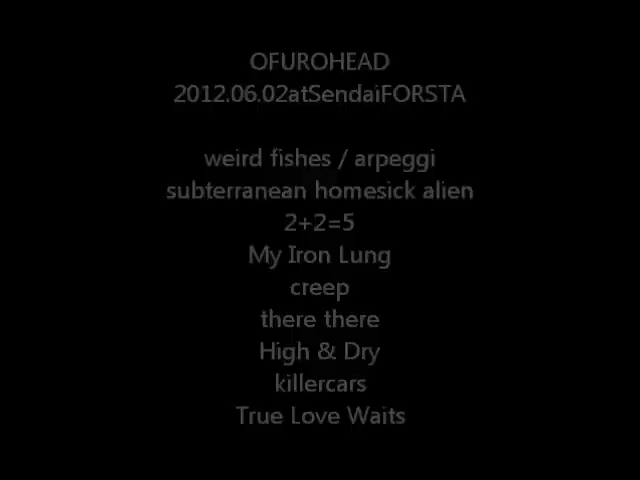 OFUROHEAD
2012.06.02atSendaiFORSTA
weird fishes / arpeggi
subterranean homesick alien
2+2=5
My Iron Lung
creep
there there
High & Dry
killercars
True Love Waits